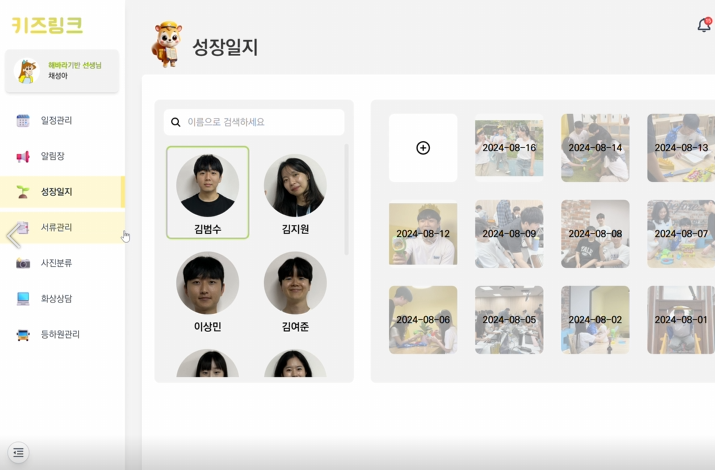 키즈링크
해바라기반 선생님
채성아
일정관리
알림장
성장일지
서류관리
사진분류
화상상담
등하원관리
성장일지
이름으로 검색하세요
김범수
김지원
이상민
김여준
2024-08-16
2024-08-14
2024-08-13
2024-08-12
2024-08-09
2024-08-08
2024-08-07
2024-08-06
2024-08-05
2024-08-02
2024-08-01